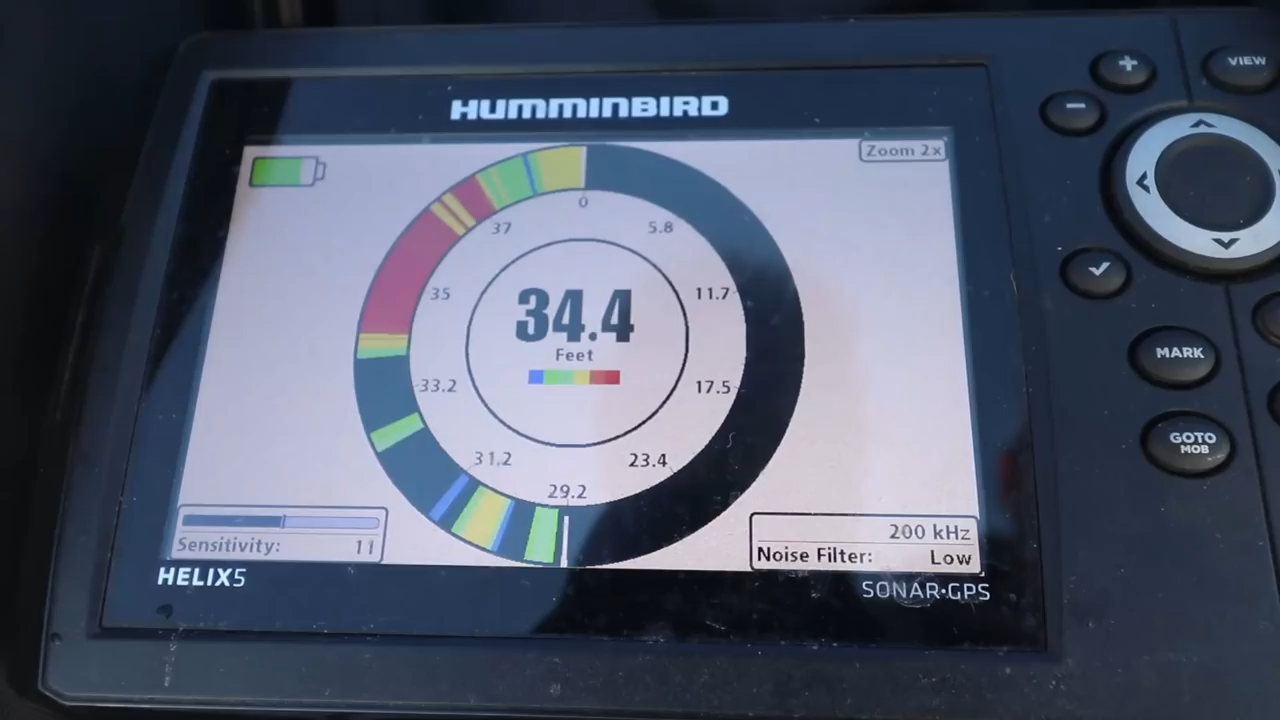 HUMMINBIRD
Zoom 2x
0
37
5.8
35
11.7
34.4
Feet
33.2
17.5
31.2
23.4
29.2
Sensitivity: 11
200 kHz
Noise Filter: Low
HELIX5
SONAR·GPS
+
−
VIEW
MARK
GOTO
MOB